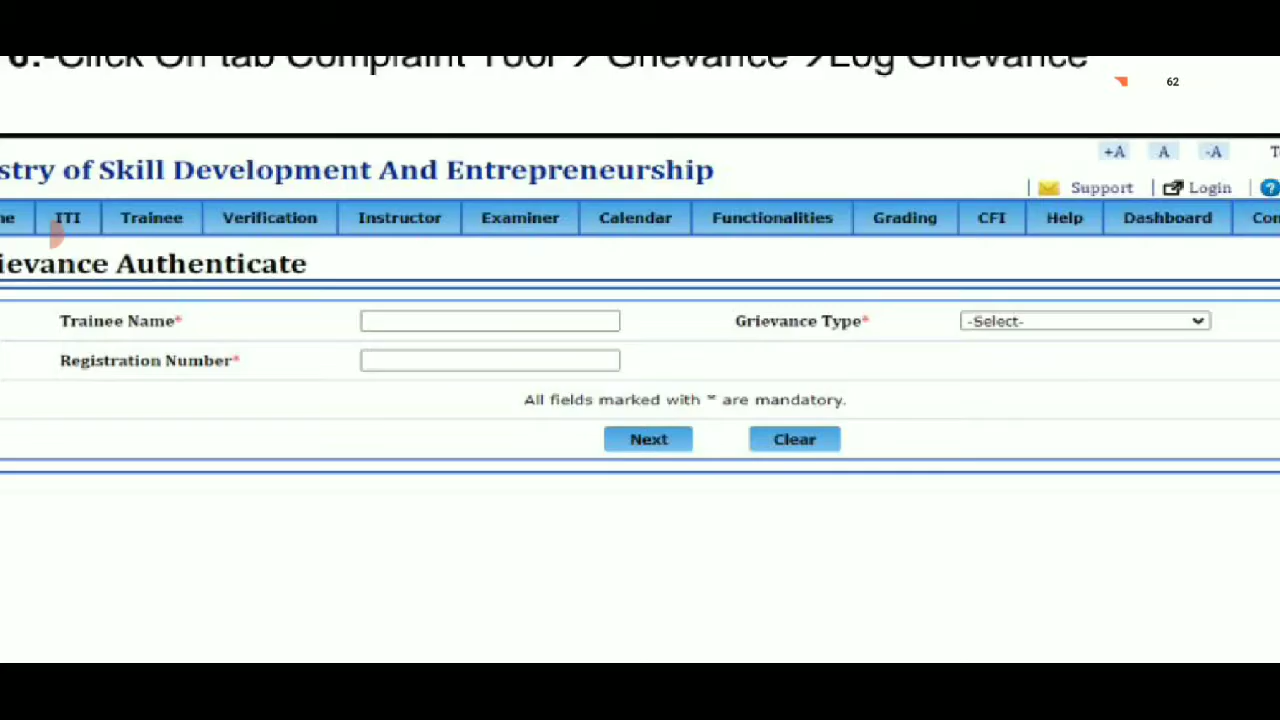 6.-Click On tab Complaint Tool → Grievance →Log Grievance
62
stry of Skill Development And Entrepreneurship
+A A -A
Support Login ?
ITI Trainee Verification Instructor Examiner Calendar Functionalities Grading CFI Help Dashboard
ievance Authenticate
Trainee Name* Grievance Type* -Select-
Registration Number*
All fields marked with * are mandatory.
Next Clear